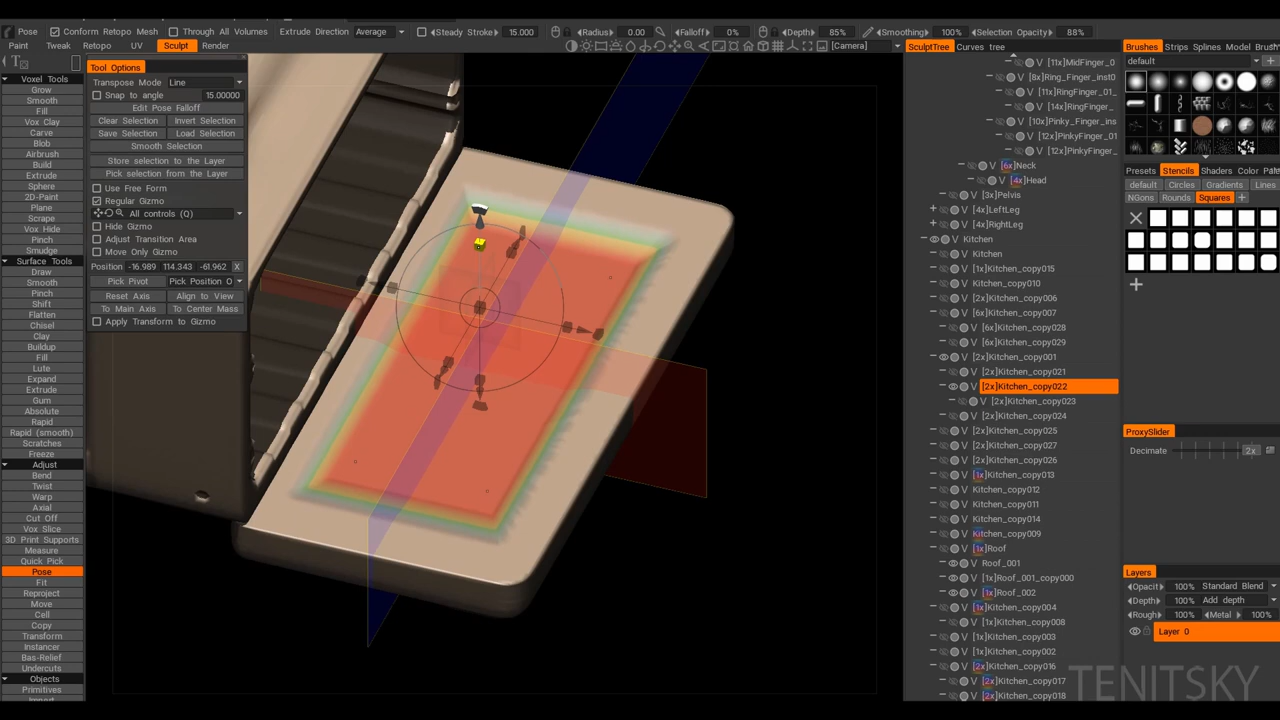 Pose Conform Retopo Mesh Through All Volumes Extrude Direction Average Steady Stroke 15.000 Radius 0.00 Falloff 0% Depth 85% Smoothing 100% Selection Opacity 88%
Paint Tweak Retopo UV Sculpt Render [Camera] SculptTree Curves tree Brushes Strips Splines Model
Tool Options
Transpose Mode Line
Snap to angle 15.00000
Edit Pose Falloff
Clear Selection Invert Selection
Save Selection Load Selection
Smooth Selection
Store selection to the Layer
Pick selection from the Layer
Use Free Form
Regular Gizmo
All controls (Q)
Hide Gizmo
Adjust Transition Area
Move Only Gizmo
Position -16.989 114.343 -61.962 X
Pick Pivot Pick Position O
Reset Axis Align to View
To Main Axis To Center Mass
Apply Transform to Gizmo
Voxel Tools
Grow
Smooth
Fill
Vox Clay
Carve
Blob
Airbrush
Build
Extrude
Sphere
2D-Paint
Plane
Scrape
Vox Hide
Pinch
Smudge
Surface Tools
Draw
Smooth
Pinch
Shift
Flatten
Chisel
Clay
Buildup
Fill
Lute
Expand
Extrude
Gum
Absolute
Rapid
Rapid (smooth)
Scratches
Freeze
Adjust
Bend
Twist
Warp
Axial
Cut Off
Vox Slice
3D Print Supports
Measure
Quick Pick
Pose
Fit
Reproject
Move
Cell
Copy
Transform
Instancer
Bas-Relief
Undercuts
Objects
Primitives
V [11x]MidFinger_0
V [8x]Ring_Finger_inst0
V [11x]RingFinger_01_
V [14x]RingFinger_
V [10x]Pinky_Finger_ins
V [12x]PinkyFinger_01
V [12x]PinkyFinger_
V [6x]Neck
V [4x]Head
V [3x]Pelvis
V [4x]LeftLeg
V [4x]RightLeg
V Kitchen
V Kitchen
V [1x]Kitchen_copy015
V Kitchen_copy010
V [2x]Kitchen_copy006
V [6x]Kitchen_copy007
V [6x]Kitchen_copy028
V [6x]Kitchen_copy029
V [2x]Kitchen_copy001
V [2x]Kitchen_copy021
V [2x]Kitchen_copy022
V [2x]Kitchen_copy023
V [2x]Kitchen_copy024
V [2x]Kitchen_copy025
V [2x]Kitchen_copy027
V [2x]Kitchen_copy026
V [1x]Kitchen_copy013
V Kitchen_copy012
V Kitchen_copy011
V Kitchen_copy014
V Kitchen_copy009
V [1x]Roof
V Roof_001
V [1x]Roof_001_copy000
V [1x]Roof_002
V [1x]Kitchen_copy004
V [1x]Kitchen_copy008
V [1x]Kitchen_copy003
V [1x]Kitchen_copy002
V [2x]Kitchen_copy016
V [2x]Kitchen_copy017
V [2x]Kitchen_copy018
default
Presets Stencils Shaders Color
default Circles Gradients Lines
NGons Rounds Squares
ProxySlider
Decimate 2x
Layers
Opacit 100% Standard Blend
Depth 100% Add depth
Rough 100% Metal 100%
Layer 0
TENITSKY